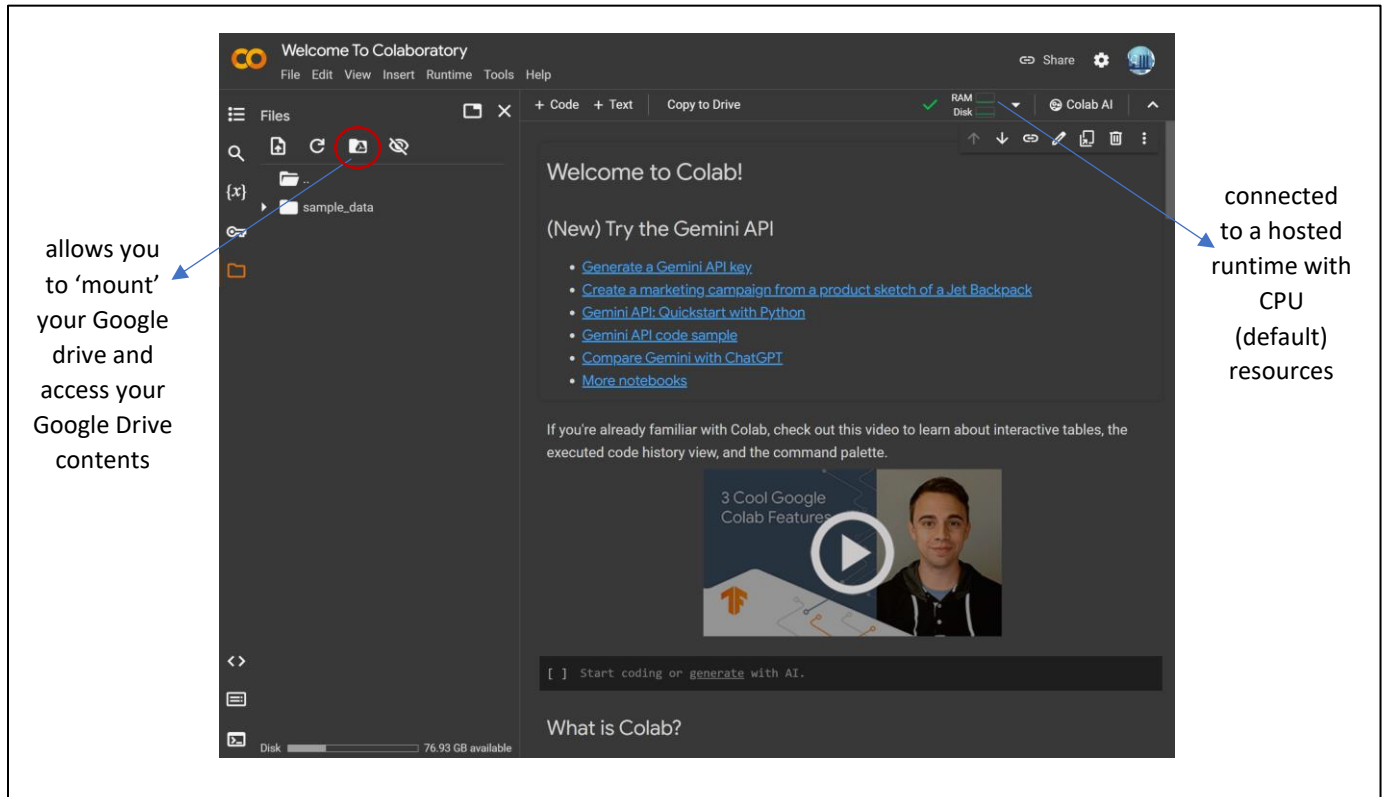 Welcome To Colaboratory
File Edit View Insert Runtime Tools Help
Share
Files
+ Code + Text Copy to Drive
RAM
Disk
Colab AI
{x}
..
sample_data
Welcome to Colab!
(New) Try the Gemini API
• Generate a Gemini API key
• Create a marketing campaign from a product sketch of a Jet Backpack
• Gemini API: Quickstart with Python
• Gemini API code sample
• Compare Gemini with ChatGPT
• More notebooks
If you're already familiar with Colab, check out this video to learn about interactive tables, the
executed code history view, and the command palette.
3 Cool Google
Colab Features
[ ] Start coding or generate with AI.
What is Colab?
Disk 76.93 GB available
allows you
to ‘mount’
your Google
drive and
access your
Google Drive
contents
connected
to a hosted
runtime with
CPU
(default)
resources